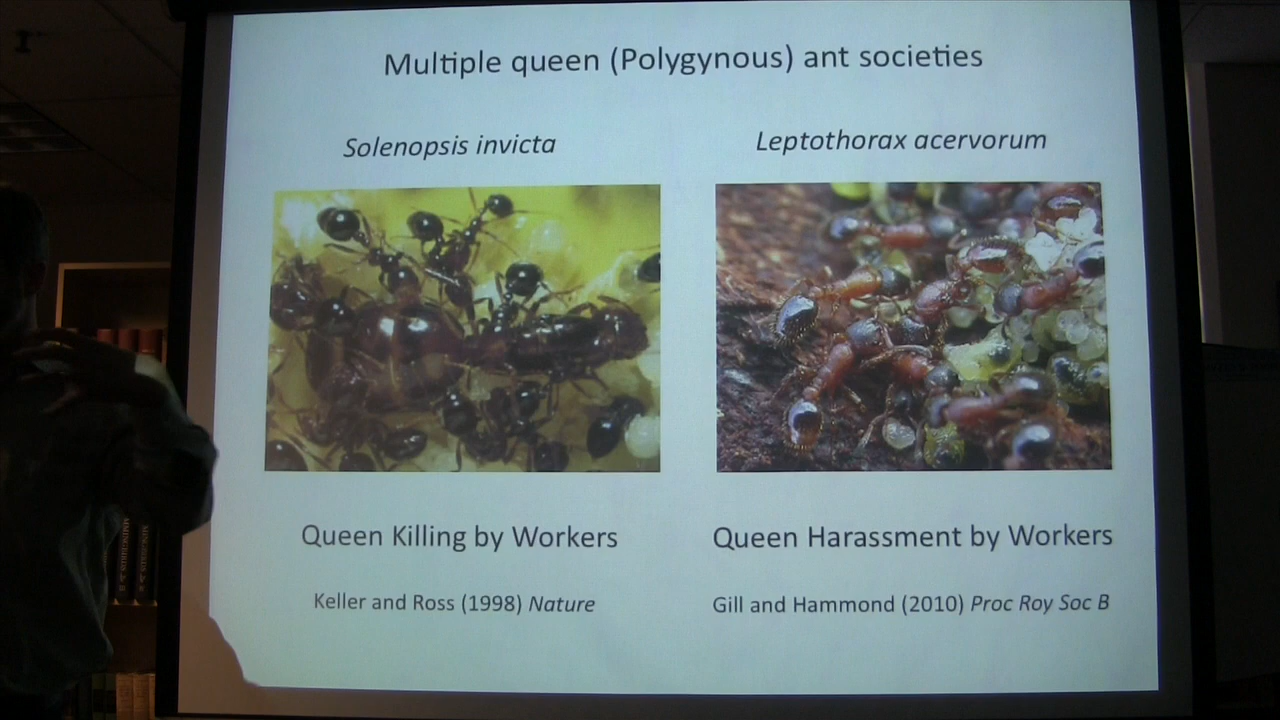 Multiple queen (Polygynous) ant societies
Solenopsis invicta
Leptothorax acervorum
Queen Killing by Workers
Queen Harassment by Workers
Keller and Ross (1998) Nature
Gill and Hammond (2010) Proc Roy Soc B